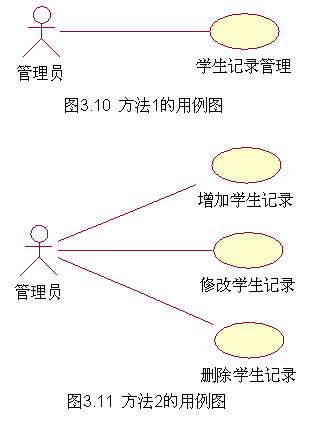 管理员
学生记录管理
图3.10 方法1的用例图
增加学生记录
管理员
修改学生记录
删除学生记录
图3.11 方法2的用例图